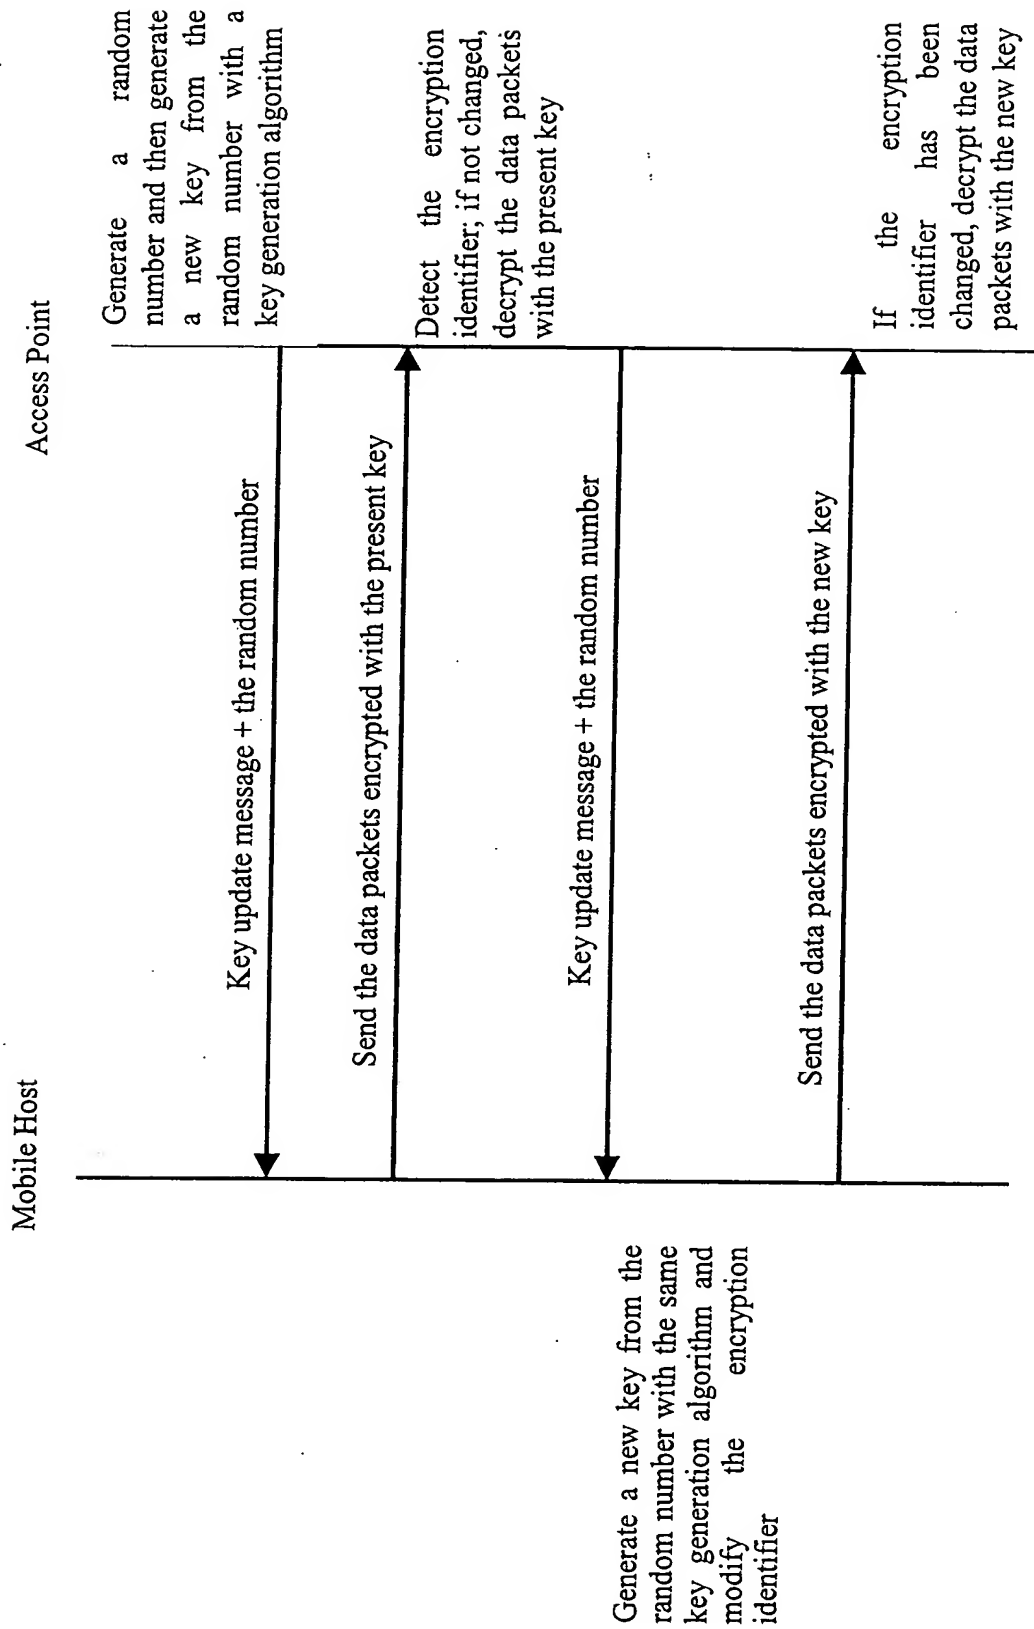 Mobile Host
Access Point
Generate a random
number and then generate
a new key from the
random number with a
key generation algorithm
Key update message + the random number
Send the data packets encrypted with the present key
Detect the encryption
identifier; if not changed,
decrypt the data packets
with the present key
Key update message + the random number
Generate a new key from the
random number with the same
key generation algorithm and
modify the encryption
identifier
Send the data packets encrypted with the new key
If the encryption
identifier has been
changed, decrypt the data
packets with the new key